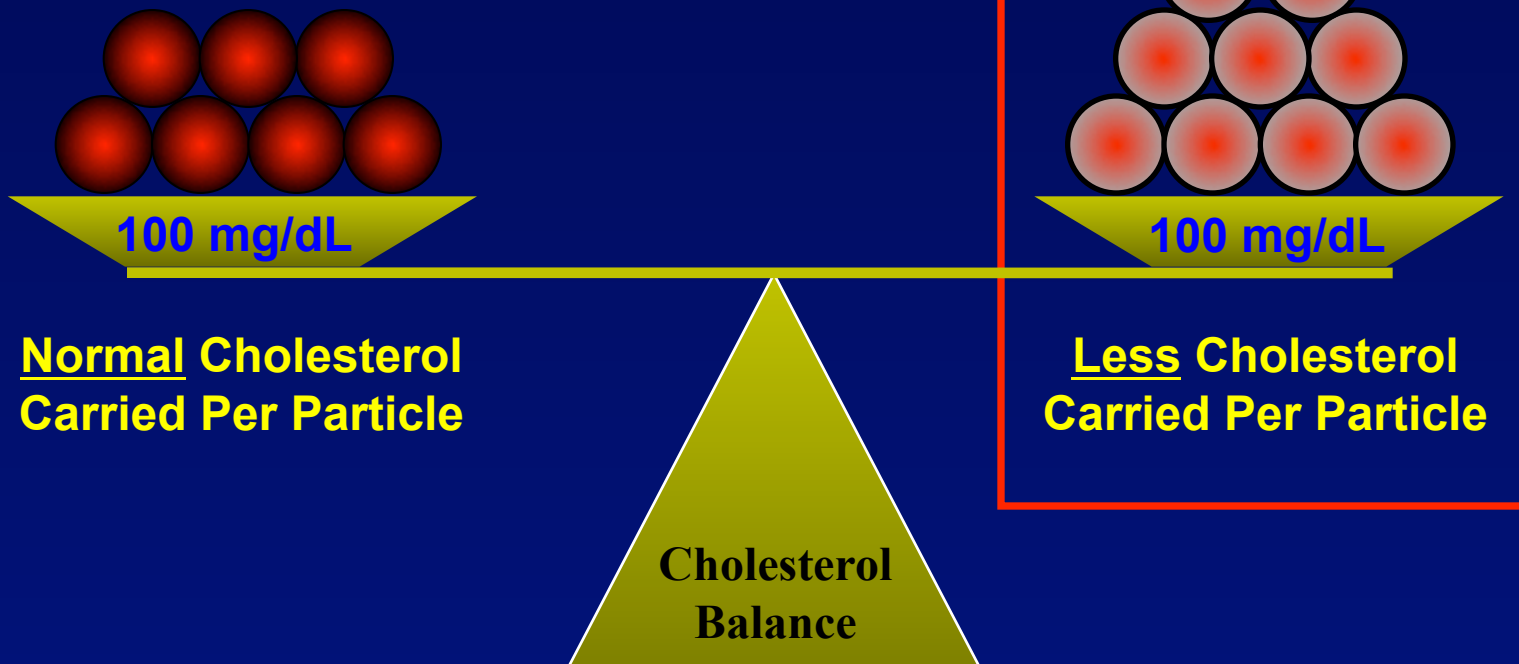 100 mg/dL
100 mg/dL
Normal Cholesterol
Carried Per Particle
Less Cholesterol
Carried Per Particle
Cholesterol
Balance